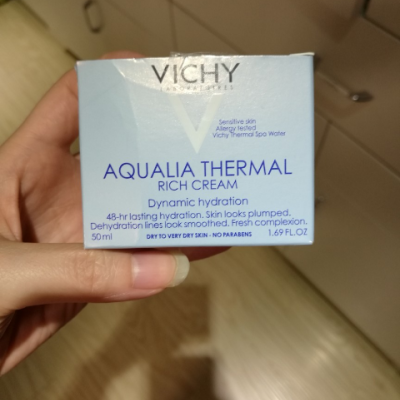 VICHY
LABORATOIRES
Sensitive skin
Allergy tested
Vichy Thermal Spa Water
AQUALIA THERMAL
RICH CREAM
Dynamic hydration
48-hr lasting hydration. Skin looks plumped.
Dehydration lines look smoothed. Fresh complexion.
50 ml DRY TO VERY DRY SKIN - NO PARABENS 1.69 FL.OZ